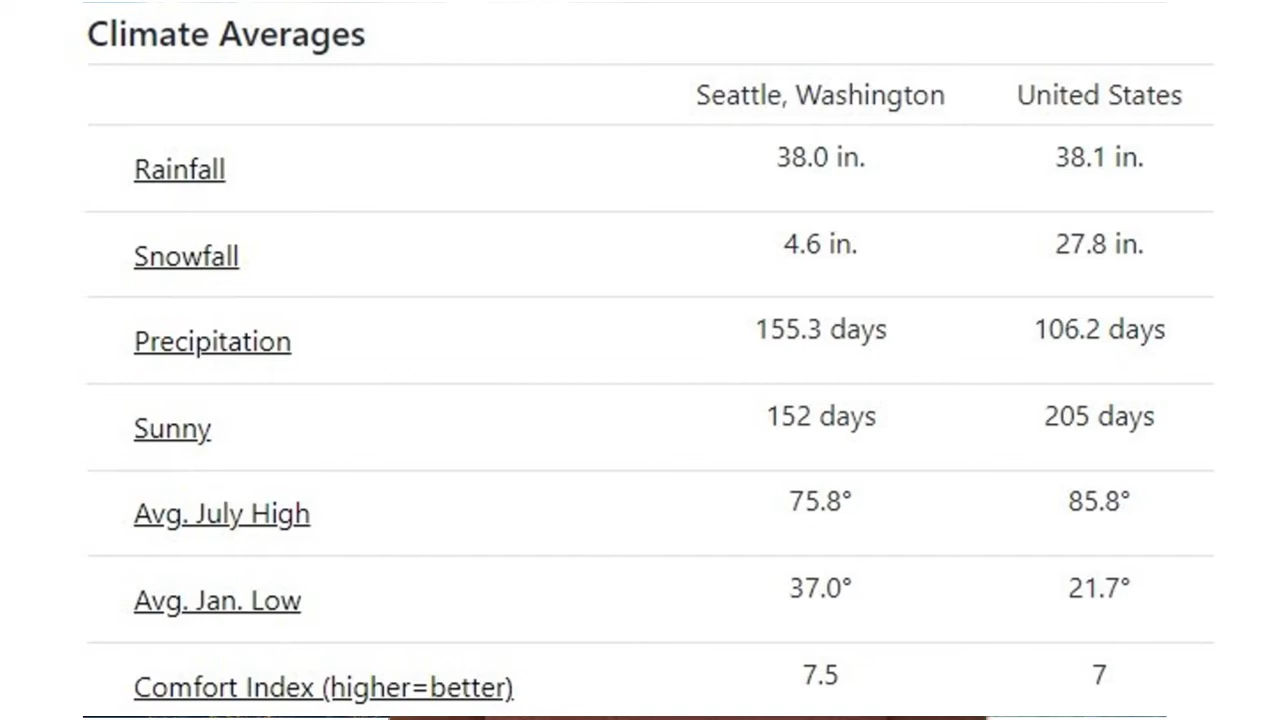 Climate Averages
Seattle, Washington United States
Rainfall 38.0 in. 38.1 in.
Snowfall 4.6 in. 27.8 in.
Precipitation 155.3 days 106.2 days
Sunny 152 days 205 days
Avg. July High 75.8° 85.8°
Avg. Jan. Low 37.0° 21.7°
Comfort Index (higher=better) 7.5 7